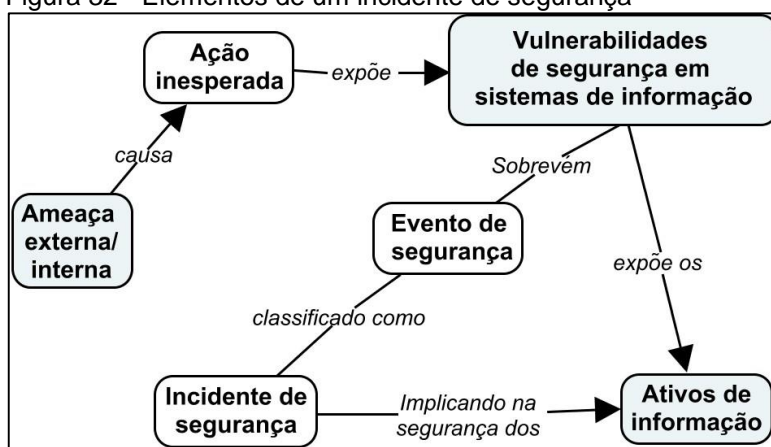 Figura 32 - Elementos de um incidente de segurança
Ação
inesperada
expõe
Vulnerabilidades
de segurança em
sistemas de informação
causa
Sobrevém
Ameaça
externa/
interna
Evento de
segurança
expõe os
classificado como
Incidente de
segurança
Implicando na
segurança dos
Ativos de
informação